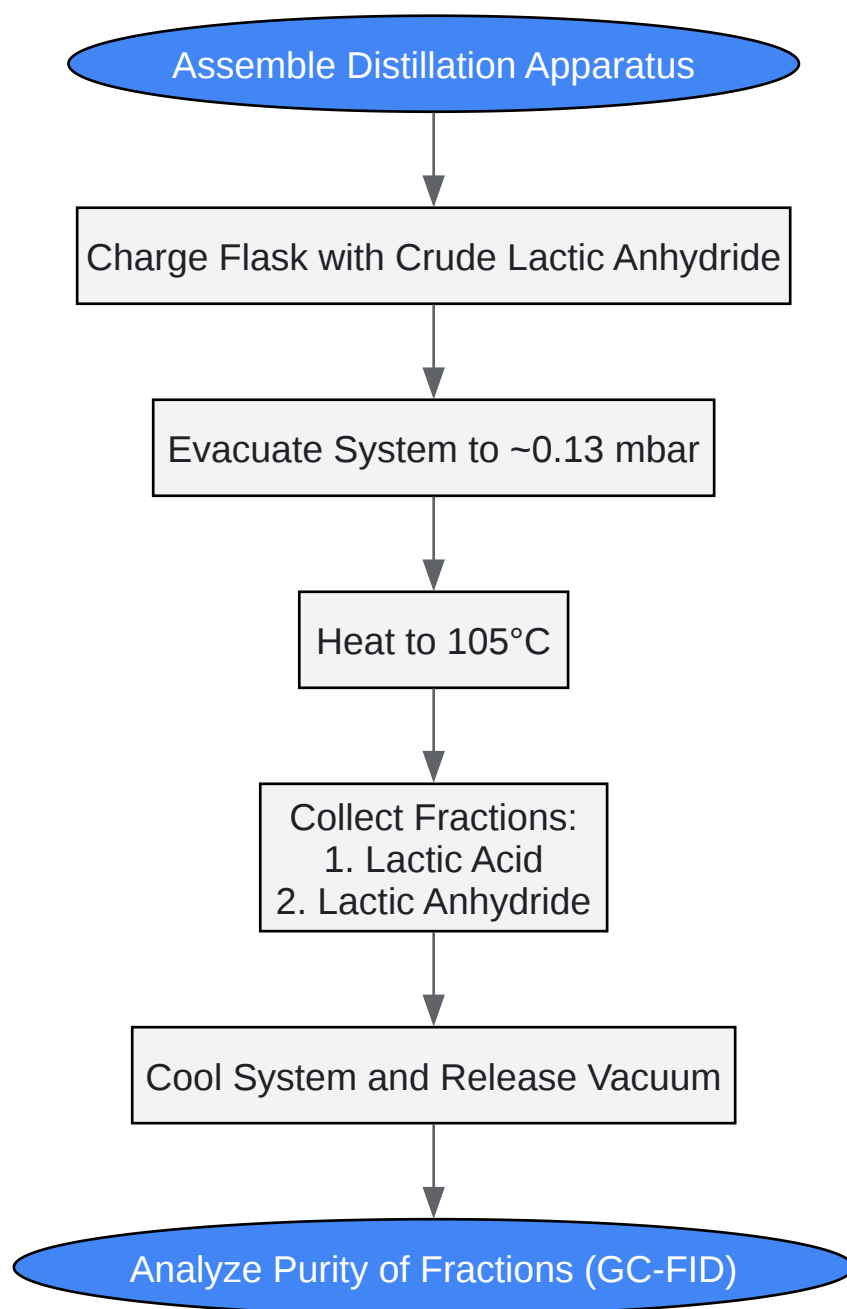 Assemble Distillation Apparatus
Charge Flask with Crude Lactic Anhydride
Evacuate System to ~0.13 mbar
Heat to 105°C
Collect Fractions:
1. Lactic Acid
2. Lactic Anhydride
Cool System and Release Vacuum
Analyze Purity of Fractions (GC-FID)